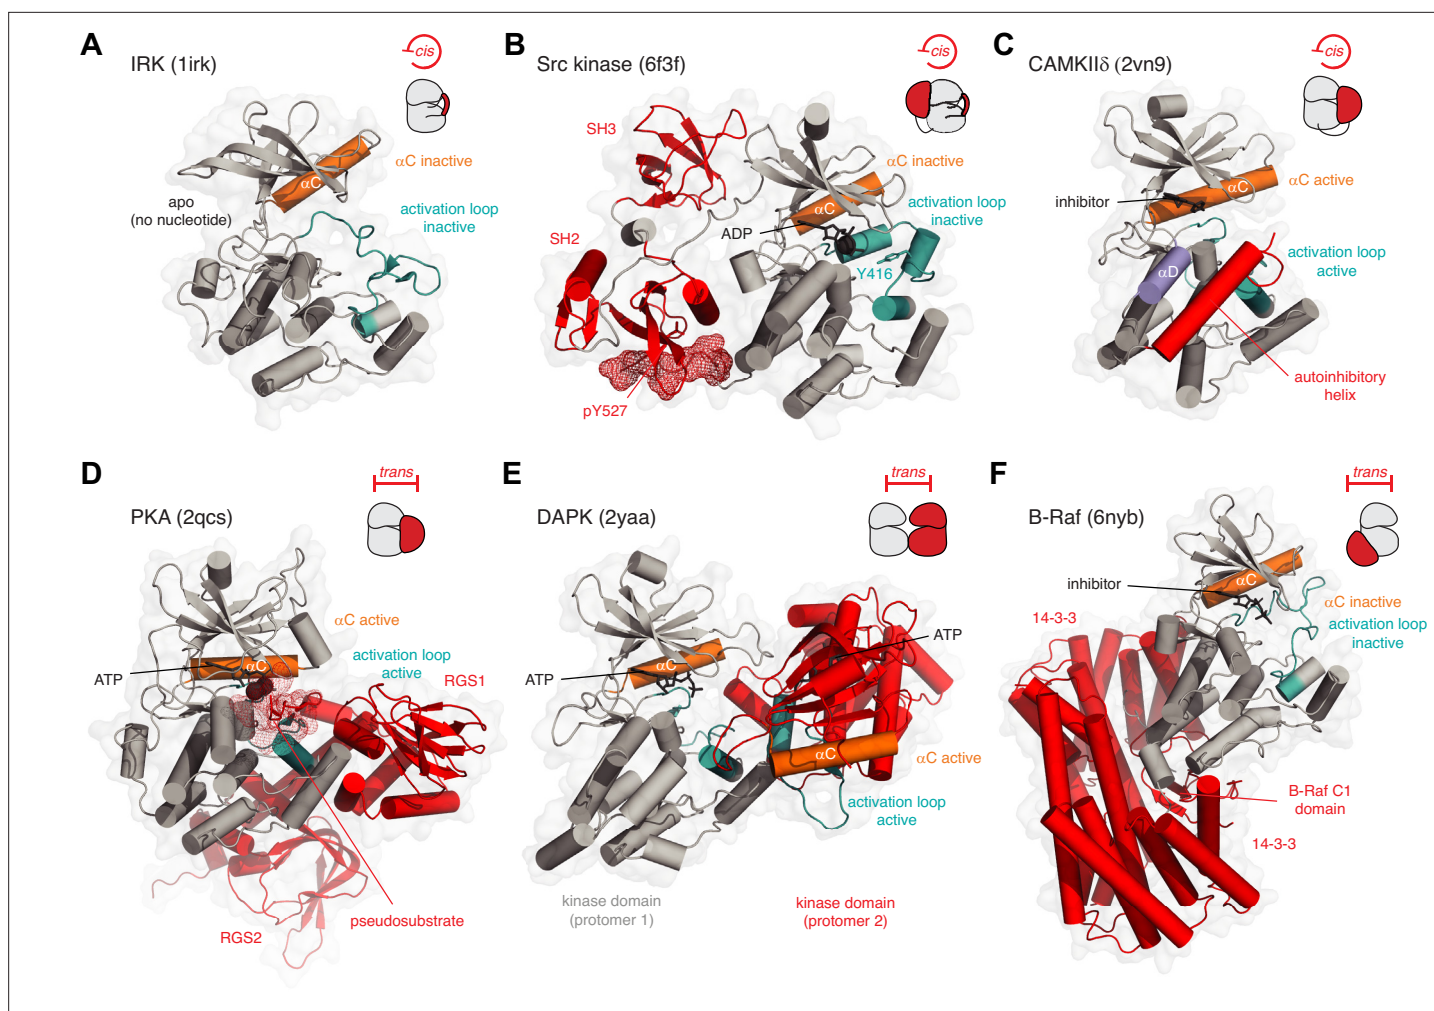 A
IRK (1irk)
cis
αC inactive
αC
apo
(no nucleotide)
activation loop
inactive
B
Src kinase (6f3f)
cis
SH3
αC inactive
αC
activation loop
inactive
ADP
SH2
Y416
pY527
C
CAMKIIδ (2vn9)
cis
αC
αC active
inhibitor
activation loop
active
αD
autoinhibitory
helix
D
PKA (2qcs)
trans
αC active
activation loop
active
αC
ATP
RGS1
pseudosubstrate
RGS2
E
DAPK (2yaa)
trans
ATP
αC
ATP
αC
αC active
activation loop
active
kinase domain
(protomer 1)
kinase domain
(protomer 2)
F
B-Raf (6nyb)
trans
αC
inhibitor
αC inactive
activation loop
inactive
14-3-3
B-Raf C1
domain
14-3-3